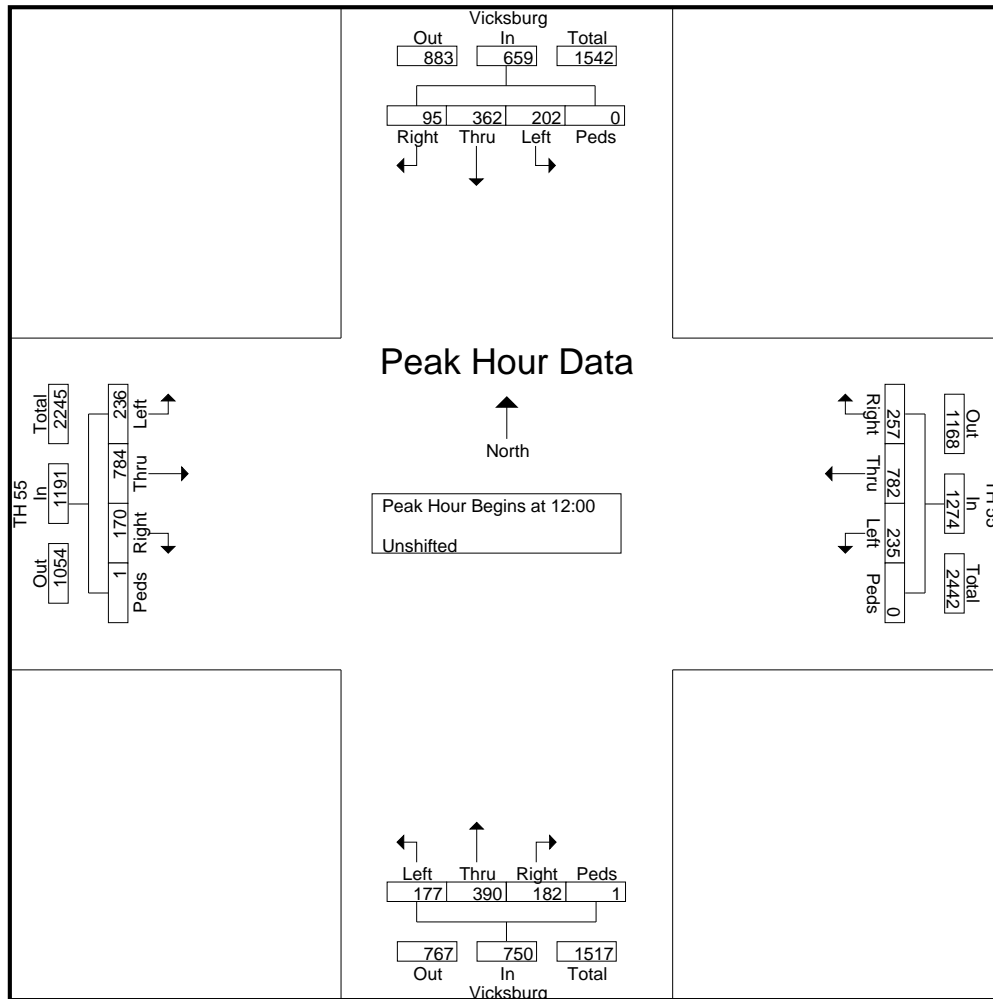 Vicksburg
Out In Total
883 659 1542
95 362 202 0
Right Thru Left Peds
Peak Hour Data
North
Peak Hour Begins at 12:00
Unshifted
TH 55
Total In Out
2245 1191 1054
236 784 170 1
Left Thru Right Peds
TH 55
Out In Total
1168 1274 2442
257 782 235 0
Right Thru Left Peds
Left Thru Right Peds
177 390 182 1
767 750 1517
Out In Total
Vicksburg